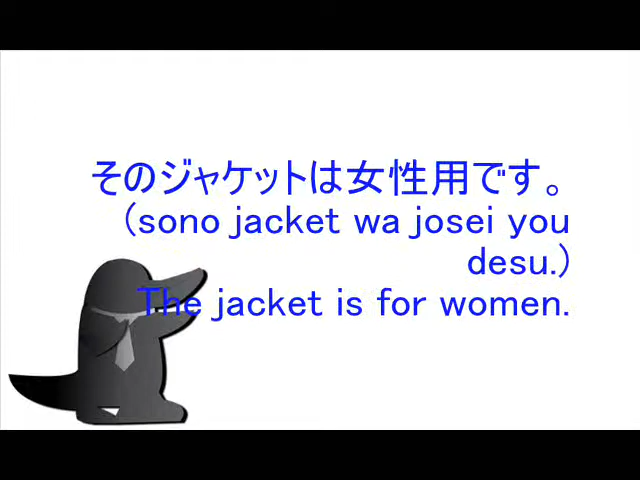 そのジャケットは女性用です。
(sono jacket wa josei you
desu.)
The jacket is for women.